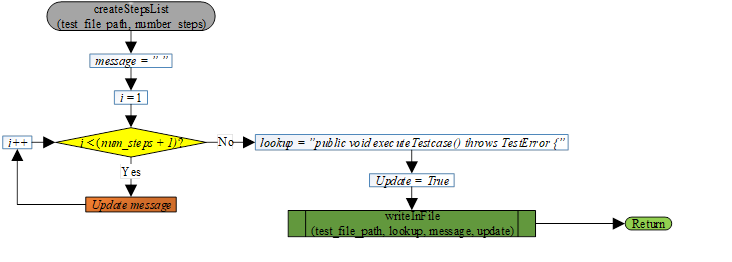 createStepsList
(test_file_path, number_steps)
message = " "
i = 1
i++
i <(num_steps + 1)?
No
lookup = "public void executeTestcase() throws TestError {"
Yes
Update = True
Update message
writeInFile
(test_file_path, lookup, message, update)
Return